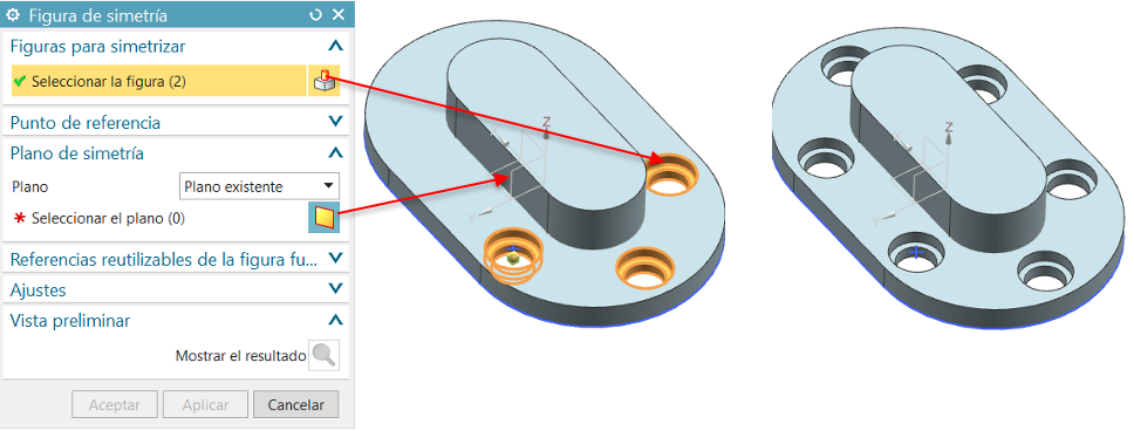 Figura de simetría
Figuras para simetrizar
Seleccionar la figura (2)
Punto de referencia
Plano de simetría
Plano
Plano existente
* Seleccionar el plano (0)
Referencias reutilizables de la figura fu...
Ajustes
Vista preliminar
Mostrar el resultado
Aceptar
Aplicar
Cancelar
Z
Y
Z
Y